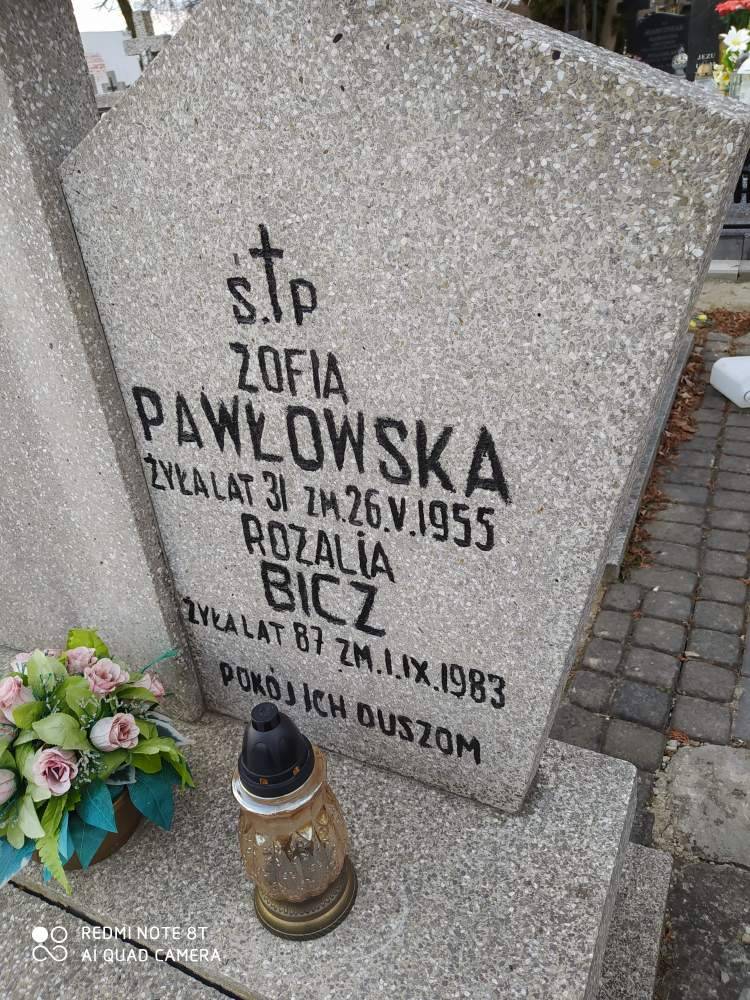 Ś.†P
ZOFIA
PAWŁOWSKA
ŻYŁA LAT 31 ZM.26.V.1955
ROZALIA
BICZ
ŻYŁA LAT 87 ZM.1.IX.1983
POKÓJ ICH DUSZOM
REDMI NOTE 8T
AI QUAD CAMERA